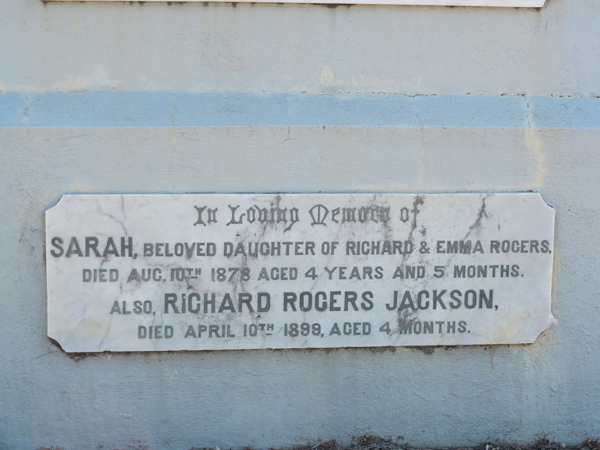 In Loving Memory of
SARAH, BELOVED DAUGHTER OF RICHARD & EMMA ROGERS.
DIED AUG. 10TH 1878 AGED 4 YEARS AND 5 MONTHS.
ALSO, RICHARD ROGERS JACKSON,
DIED APRIL 10TH 1899, AGED 4 MONTHS.